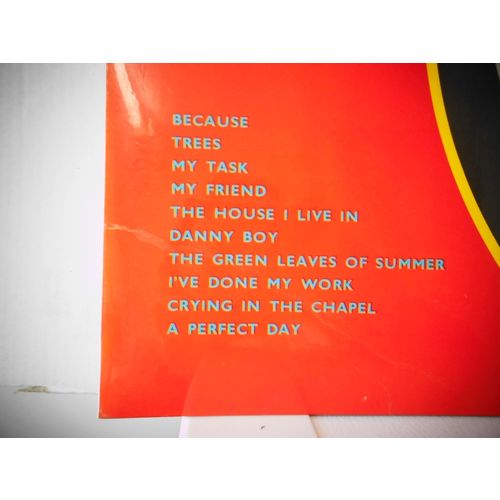 BECAUSE
TREES
MY TASK
MY FRIEND
THE HOUSE I LIVE IN
DANNY BOY
THE GREEN LEAVES OF SUMMER
I'VE DONE MY WORK
CRYING IN THE CHAPEL
A PERFECT DAY